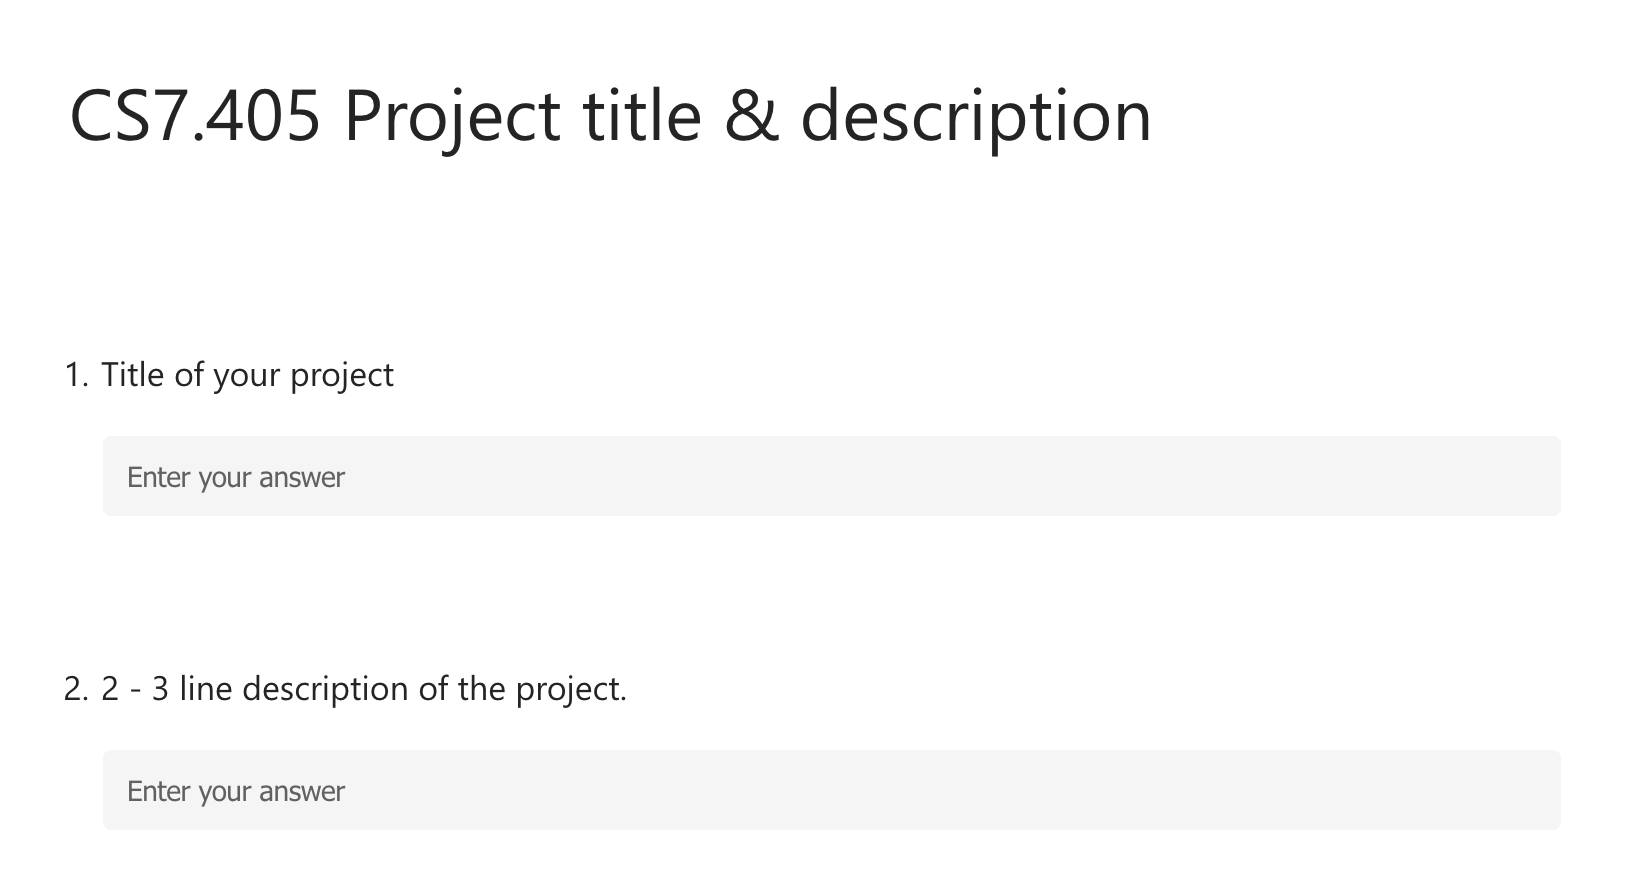 CS7.405 Project title & description
1. Title of your project
Enter your answer
2. 2 - 3 line description of the project.
Enter your answer